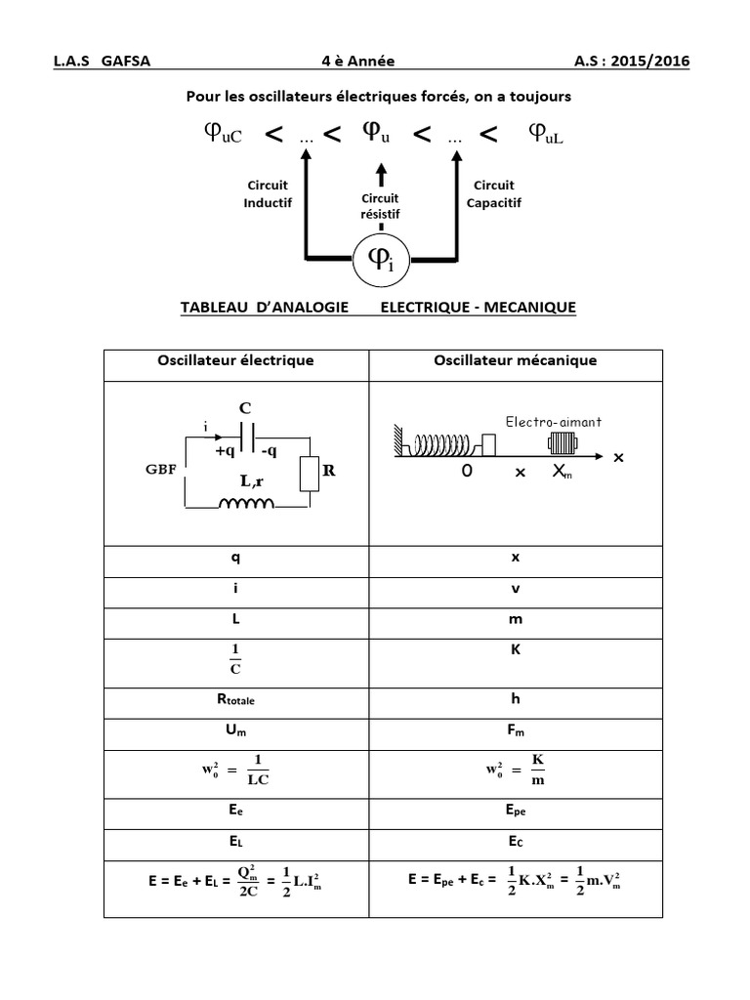 L.A.S GAFSA 4 è Année A.S : 2015/2016
Pour les oscillateurs électriques forcés, on a toujours
φuC < ... < φu < ... < φuL
Circuit Inductif
Circuit résistif
Circuit Capacitif
φi
TABLEAU D’ANALOGIE ELECTRIQUE - MECANIQUE
Oscillateur électrique Oscillateur mécanique
C
i
+q -q
GBF
R
L,r
Electro-aimant
x
0 x Xm
q x
i v
L m
1/C K
Rtotale h
Um Fm
w₀² = 1/LC w₀² = K/m
Ee Epe
EL EC
E = Ee + EL = Qm²/2C = 1/2 L.Im² E = Epe + Ec = 1/2 K.Xm² = 1/2 m.Vm²